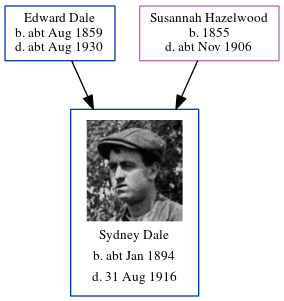 Edward Dale
b. abt Aug 1859
d. abt Aug 1930
Susannah Hazelwood
b. 1855
d. abt Nov 1906
Sydney Dale
b. abt Jan 1894
d. 31 Aug 1916